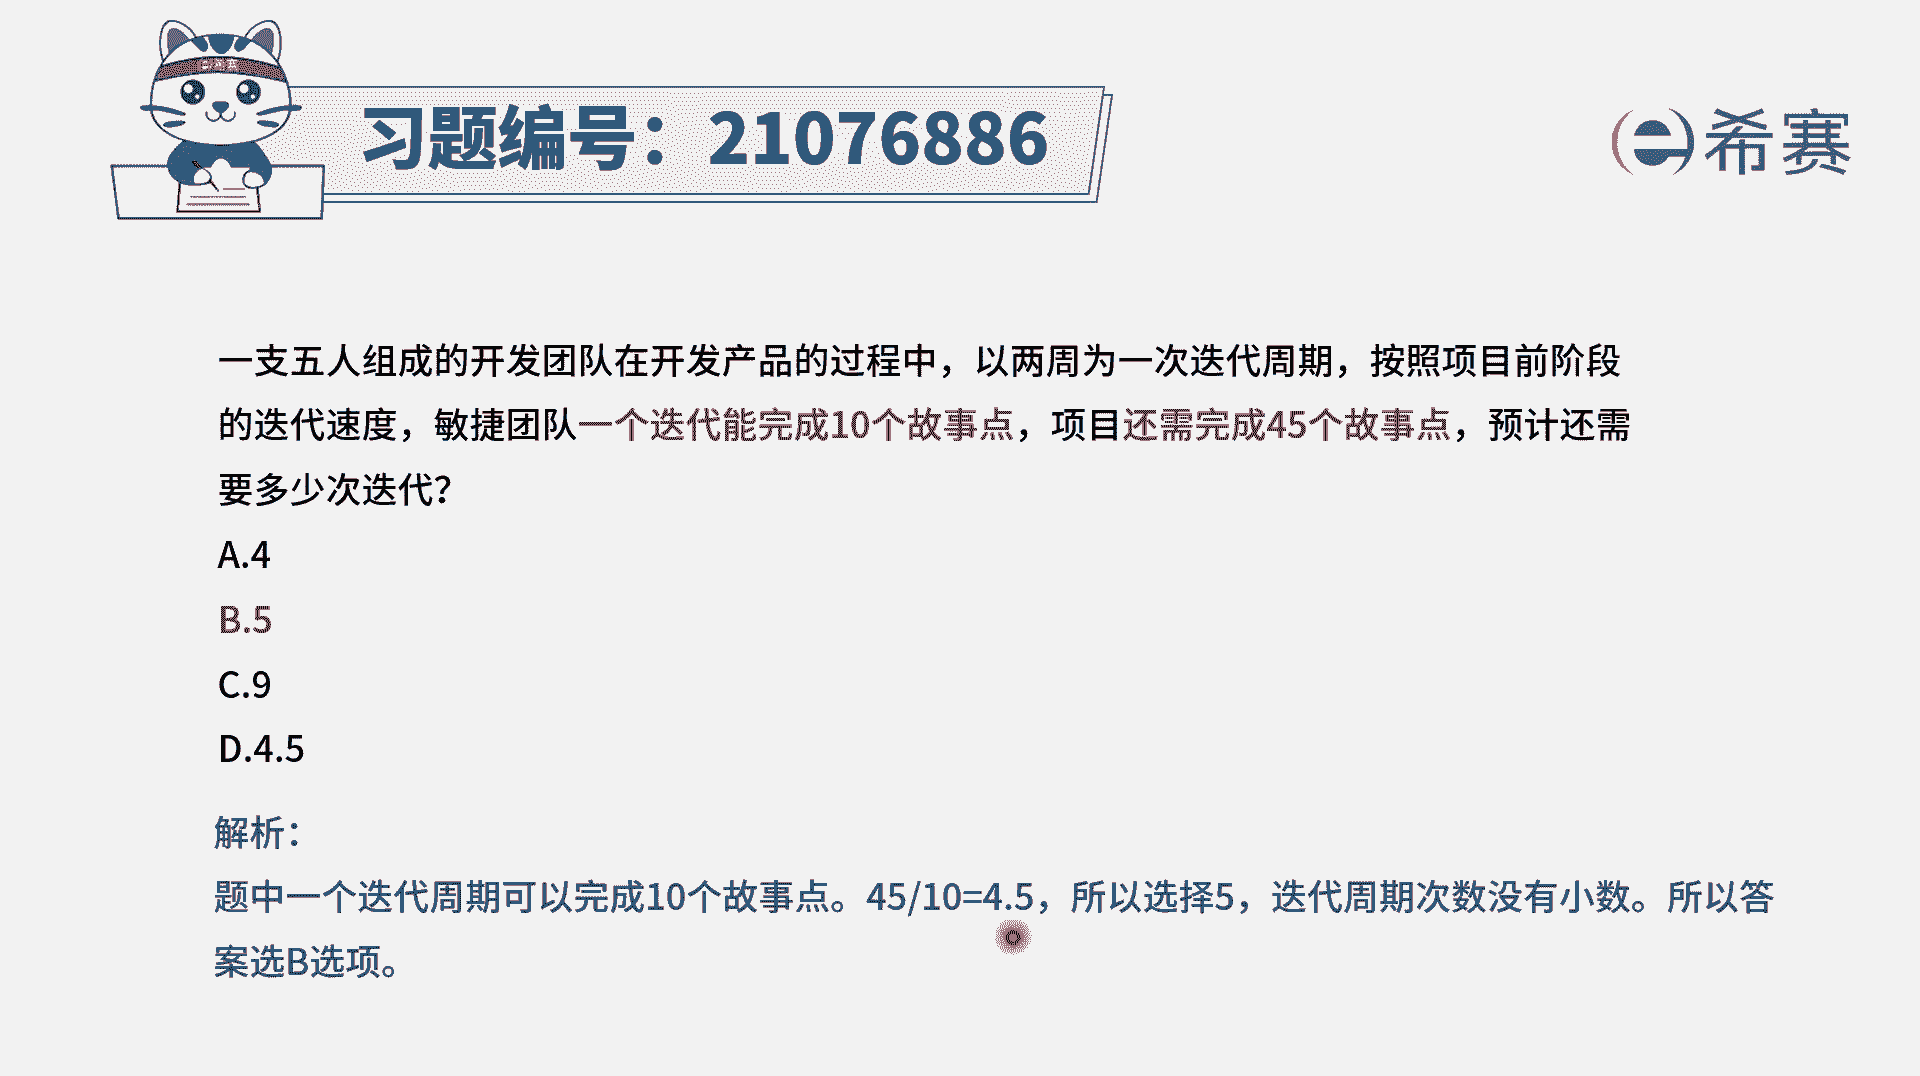 习题编号：21076886
希赛
一支五人组成的开发团队在开发产品的过程中，以两周为一次迭代周期，按照项目前阶段
的迭代速度，敏捷团队一个迭代能完成10个故事点，项目还需完成45个故事点，预计还需
要多少次迭代？
A.4
B.5
C.9
D.4.5
解析：
题中一个迭代周期可以完成10个故事点。45/10=4.5，所以选择5，迭代周期次数没有小数。所以答
案选B选项。